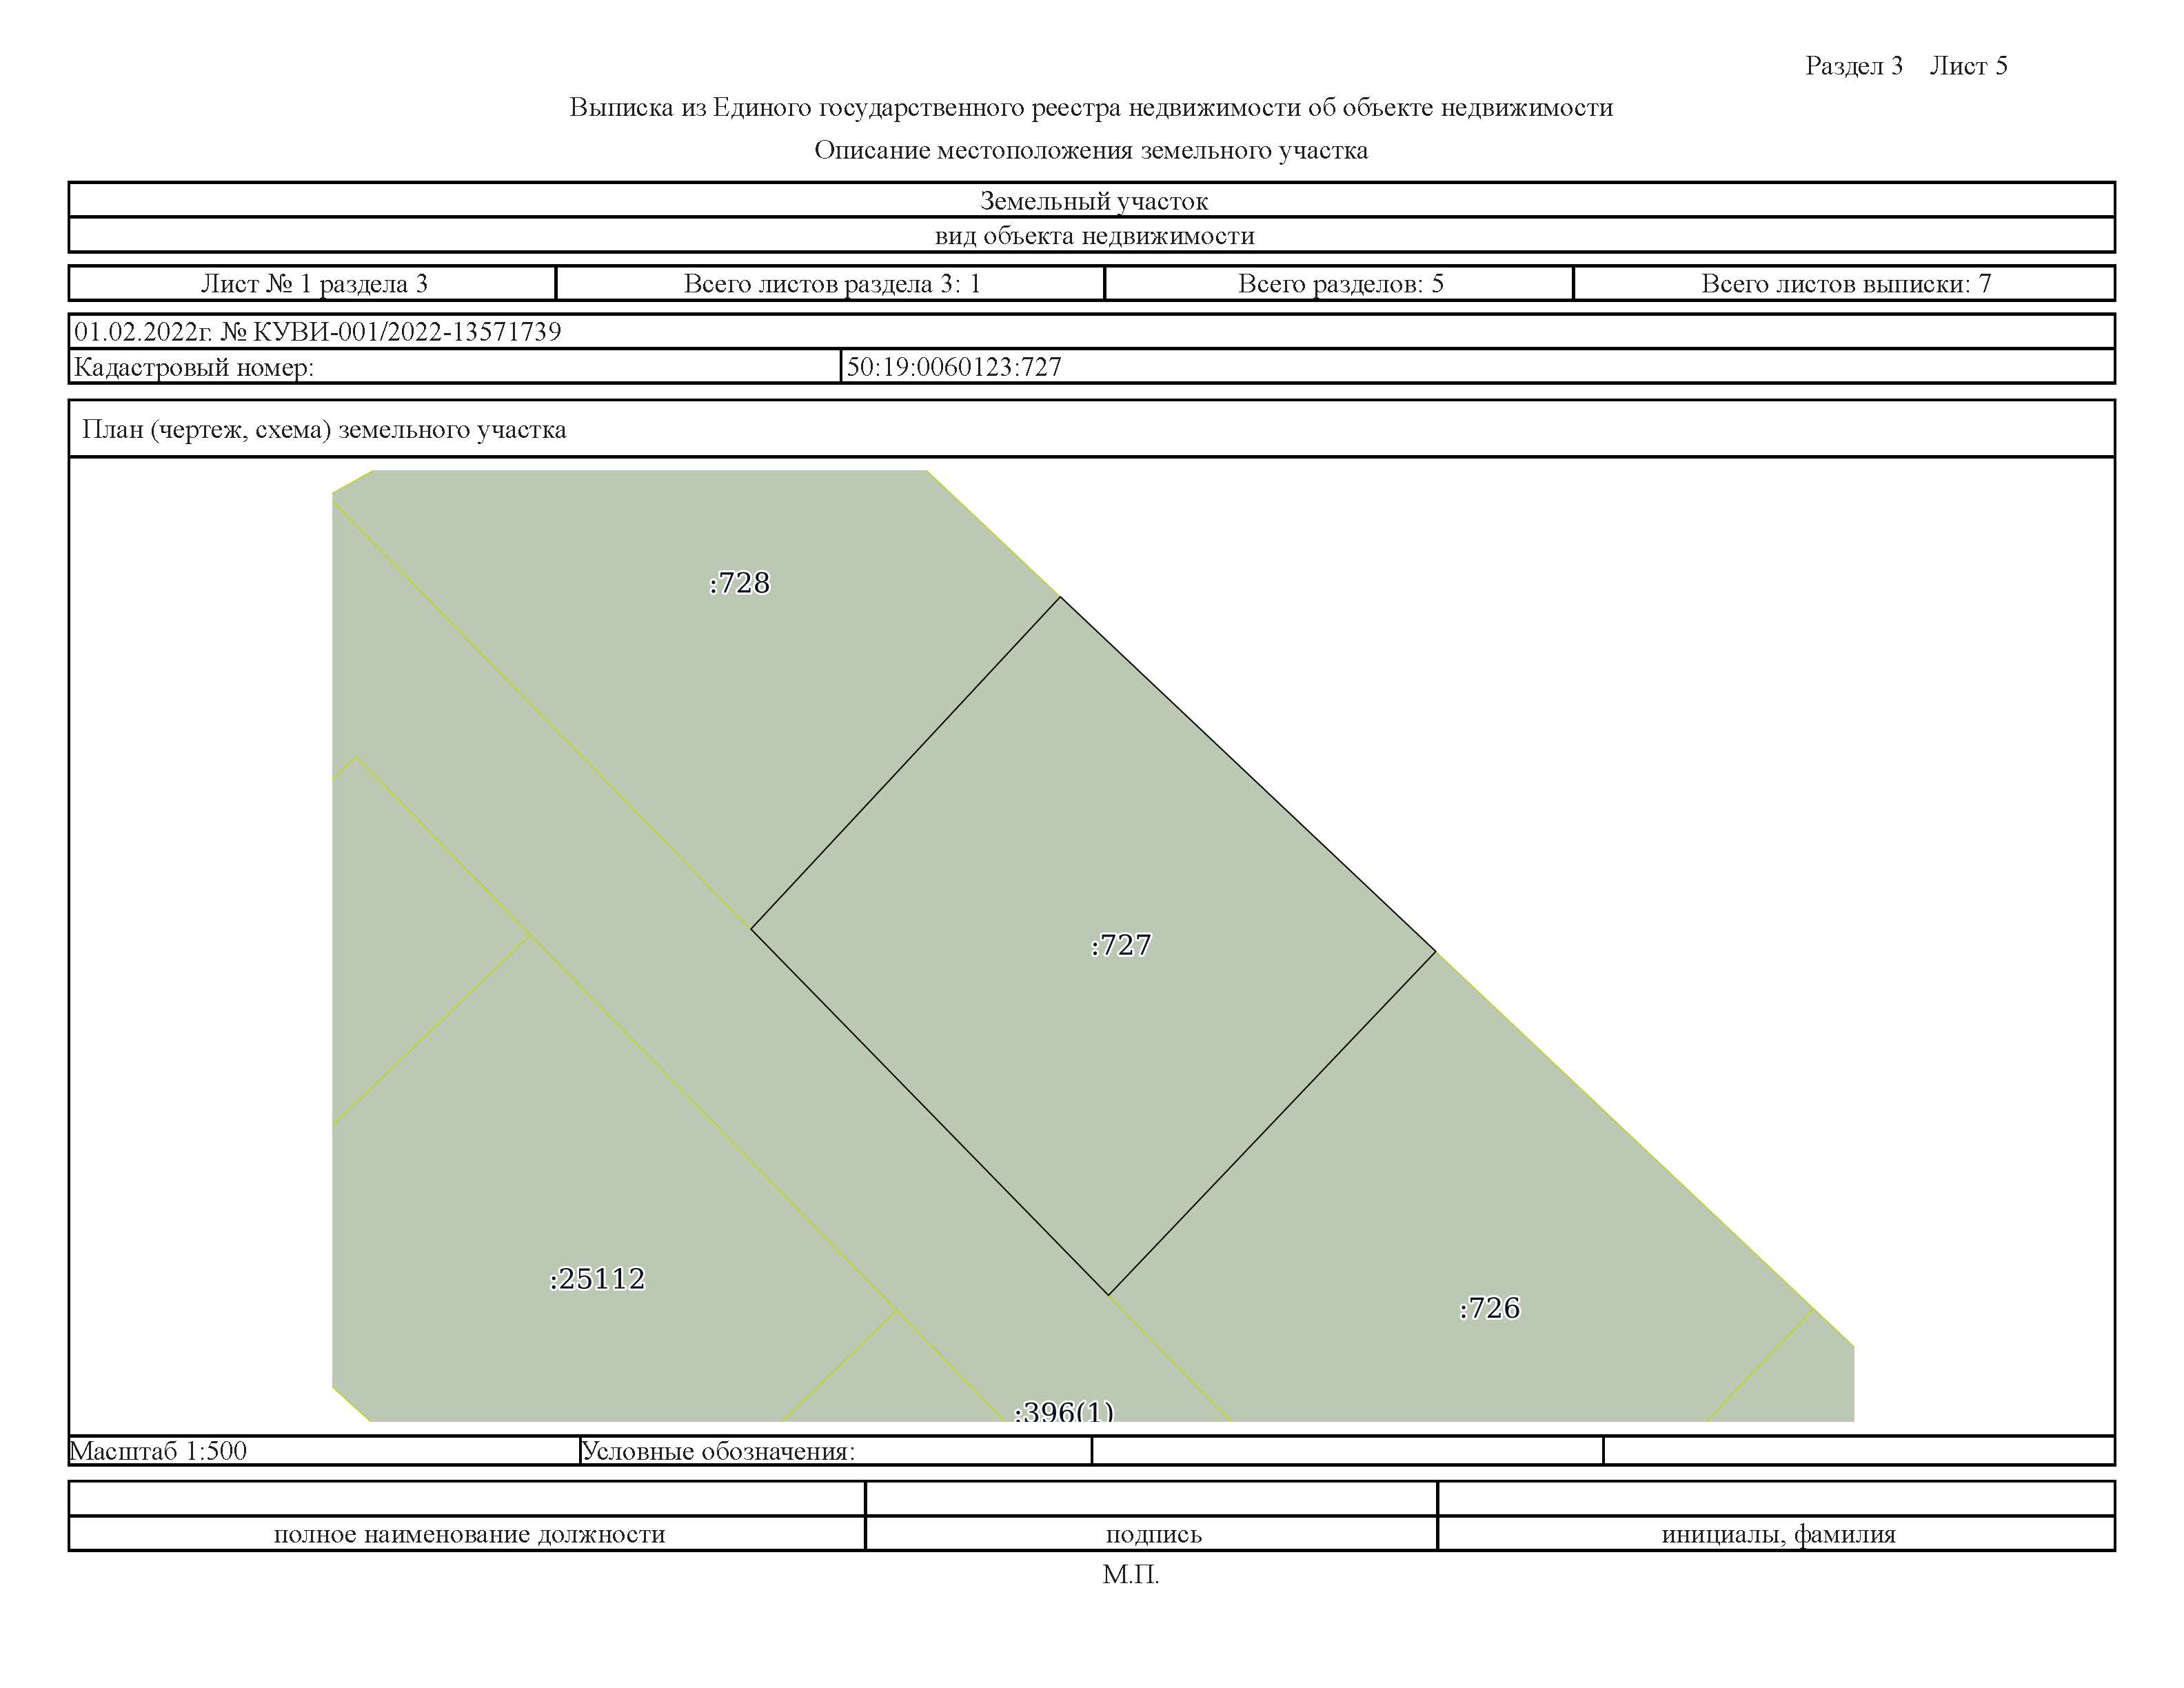 Раздел 3 Лист 5
Выписка из Единого государственного реестра недвижимости об объекте недвижимости
Описание местоположения земельного участка
Земельный участок
вид объекта недвижимости
Лист № 1 раздела 3 Всего листов раздела 3: 1 Всего разделов: 5 Всего листов выписки: 7
01.02.2022г. № КУВИ-001/2022-13571739
Кадастровый номер: 50:19:0060123:727
План (чертеж, схема) земельного участка
:728
:727
:25112
:726
:396(1)
Масштаб 1:500 Условные обозначения:
полное наименование должности подпись инициалы, фамилия
М.П.